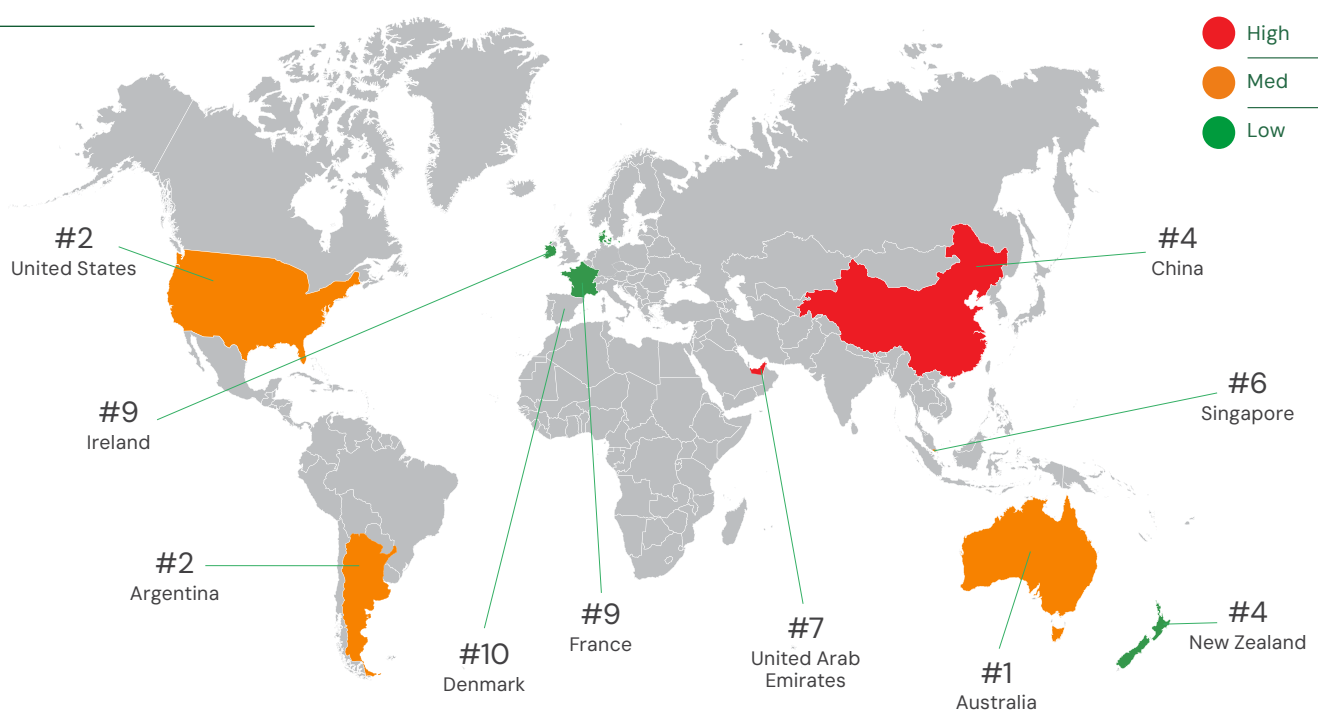 High
Med
Low
#2
United States
#4
China
#6
Singapore
#9
Ireland
#2
Argentina
#9
France
#10
Denmark
#7
United Arab
Emirates
#4
New Zealand
#1
Australia